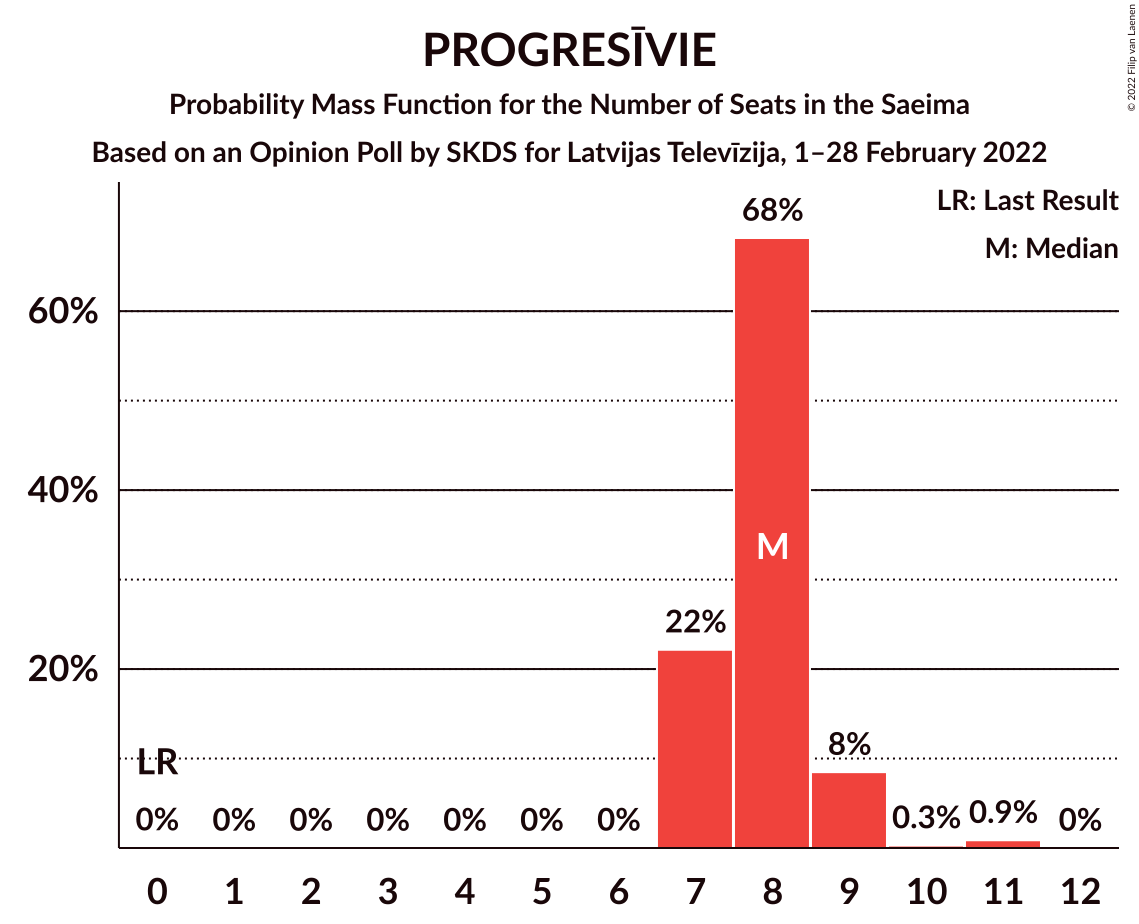 PROGRESĪVIE
Probability Mass Function for the Number of Seats in the Saeima
Based on an Opinion Poll by SKDS for Latvijas Televīzija, 1–28 February 2022
© 2022 Filip van Laenen
LR: Last Result
M: Median
68%
60%
40%
M
22%
20%
8%
LR
0% 0% 0% 0% 0% 0% 0% 0.3% 0.9% 0%
0 1 2 3 4 5 6 7 8 9 10 11 12